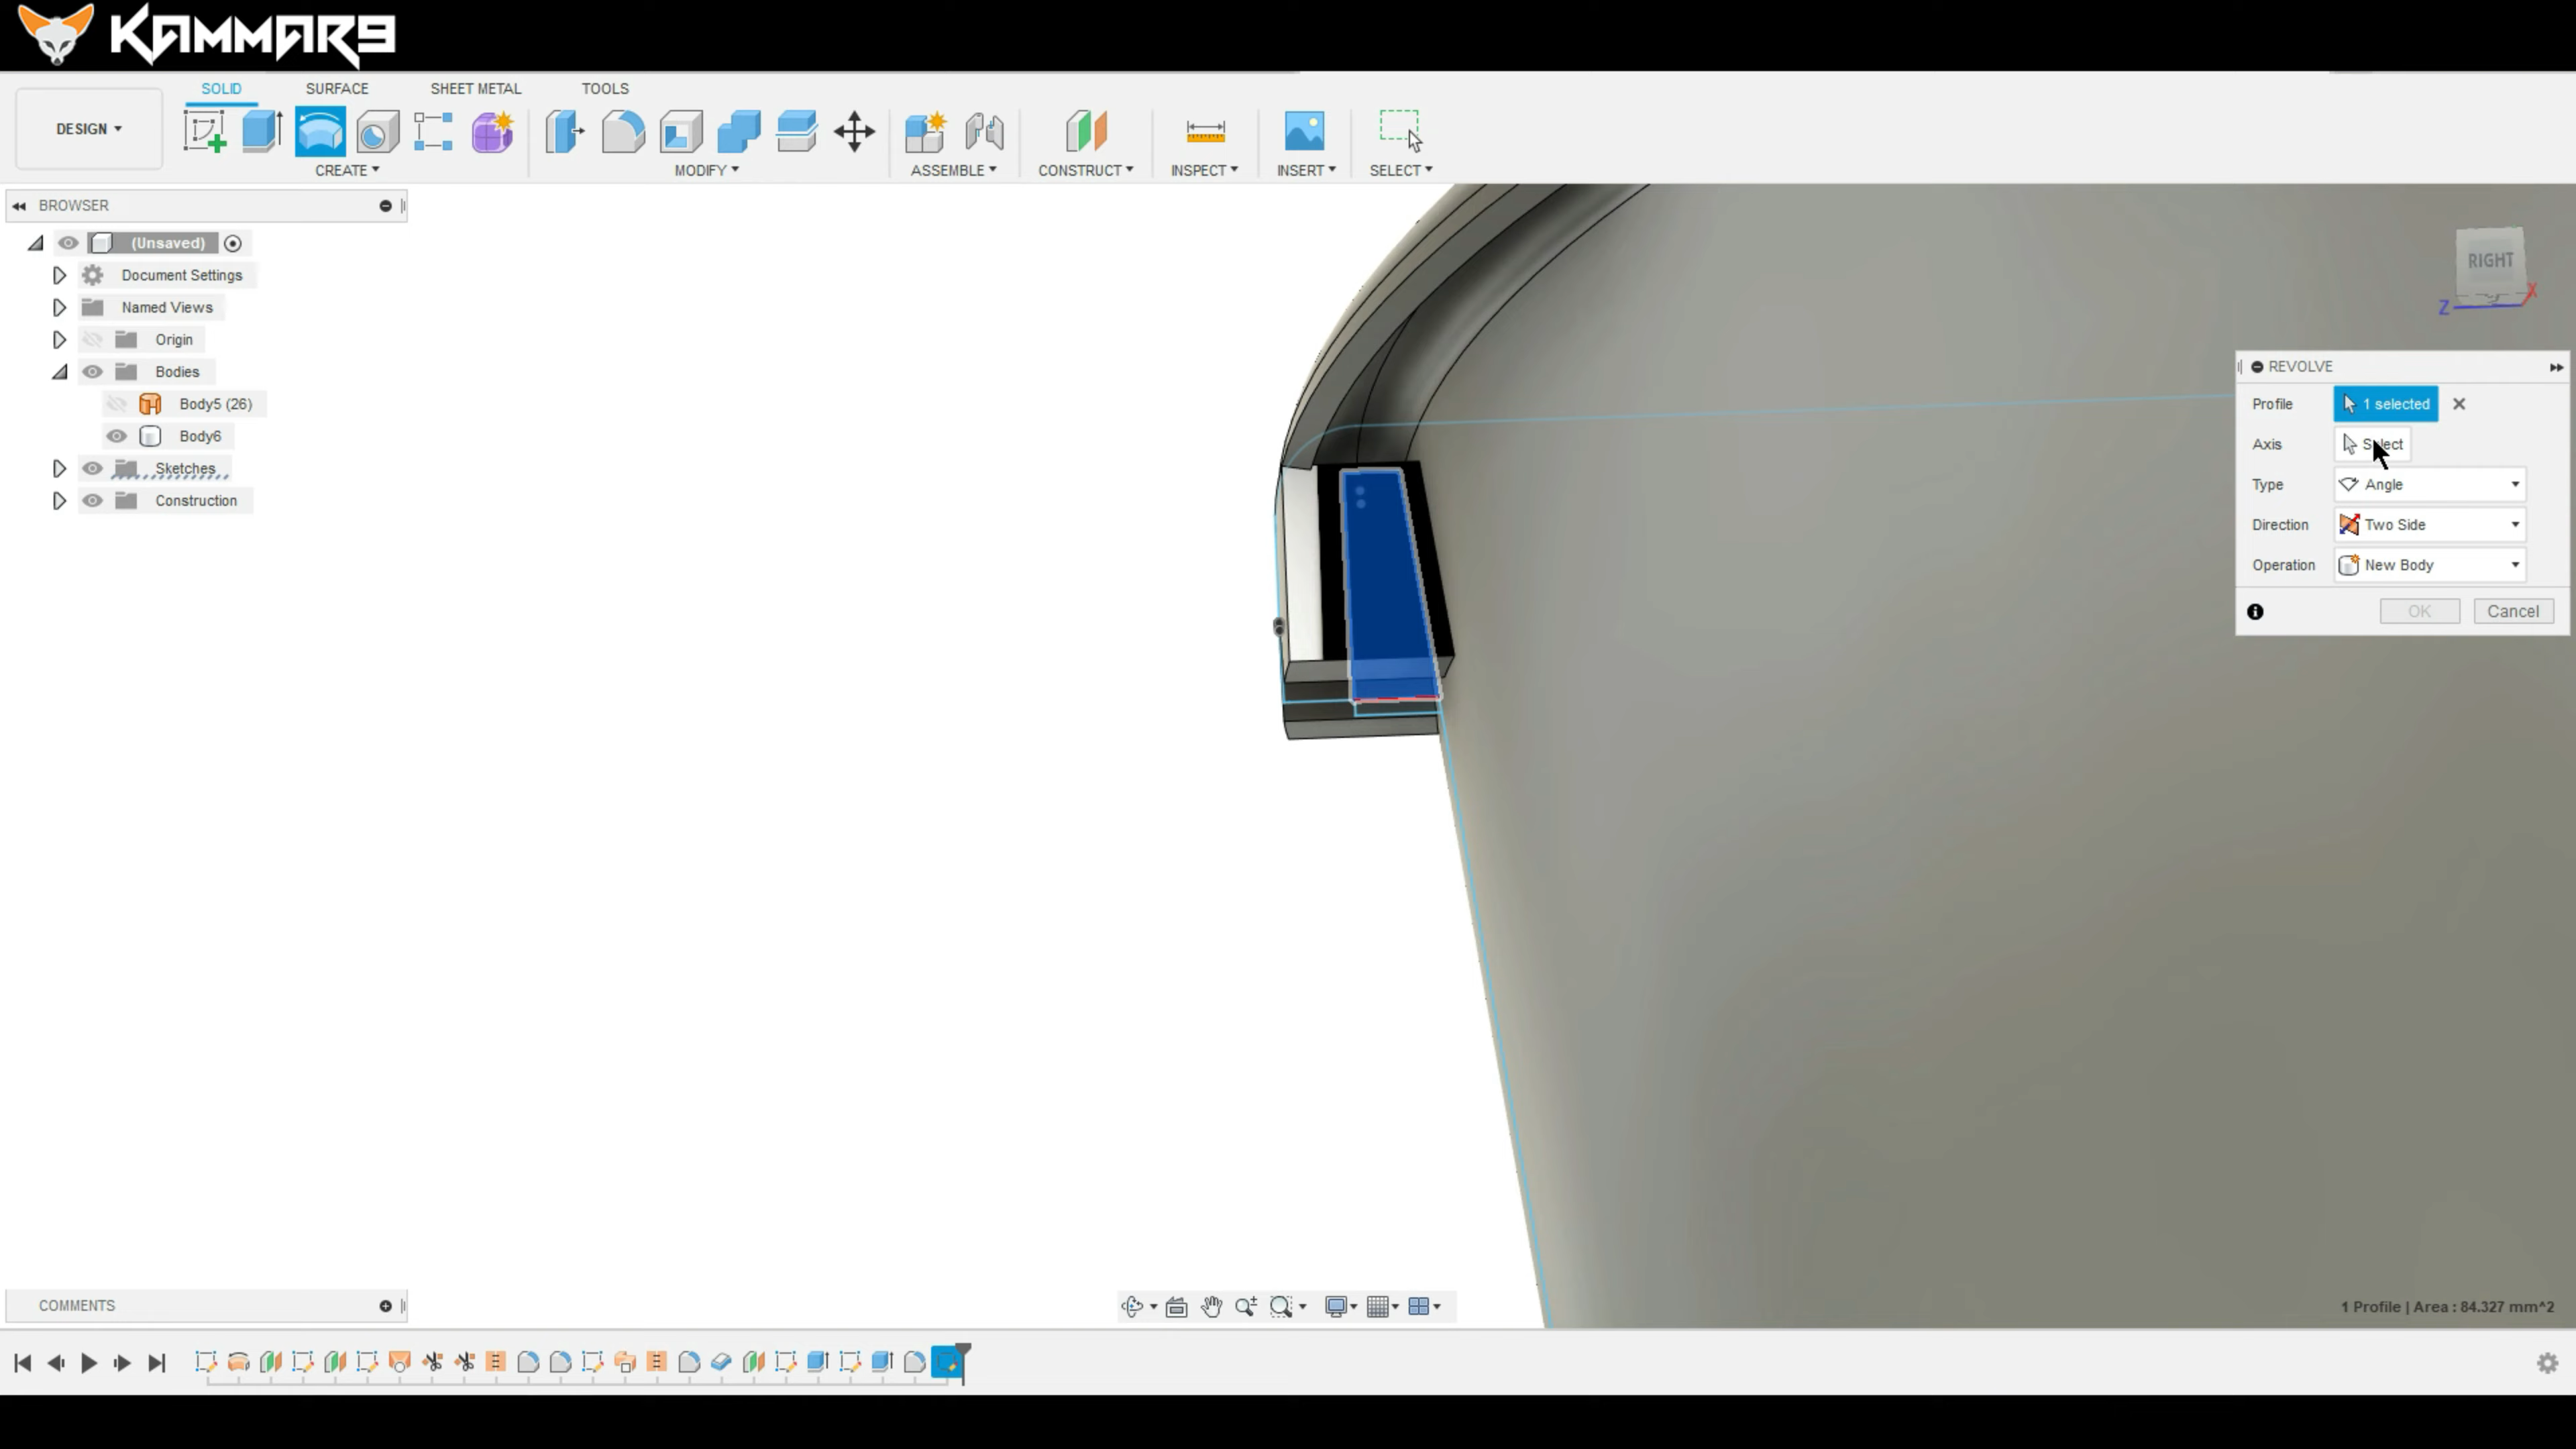 KAMMAR9
SOLID SURFACE SHEET METAL TOOLS
DESIGN
CREATE MODIFY ASSEMBLE CONSTRUCT INSPECT INSERT SELECT
BROWSER
(Unsaved)
Document Settings
Named Views
Origin
Bodies
Body5 (26)
Body6
Sketches
Construction
RIGHT
Z X
REVOLVE
Profile 1 selected
Axis Select
Type Angle
Direction Two Side
Operation New Body
OK Cancel
COMMENTS
1 Profile | Area : 84.327 mm^2